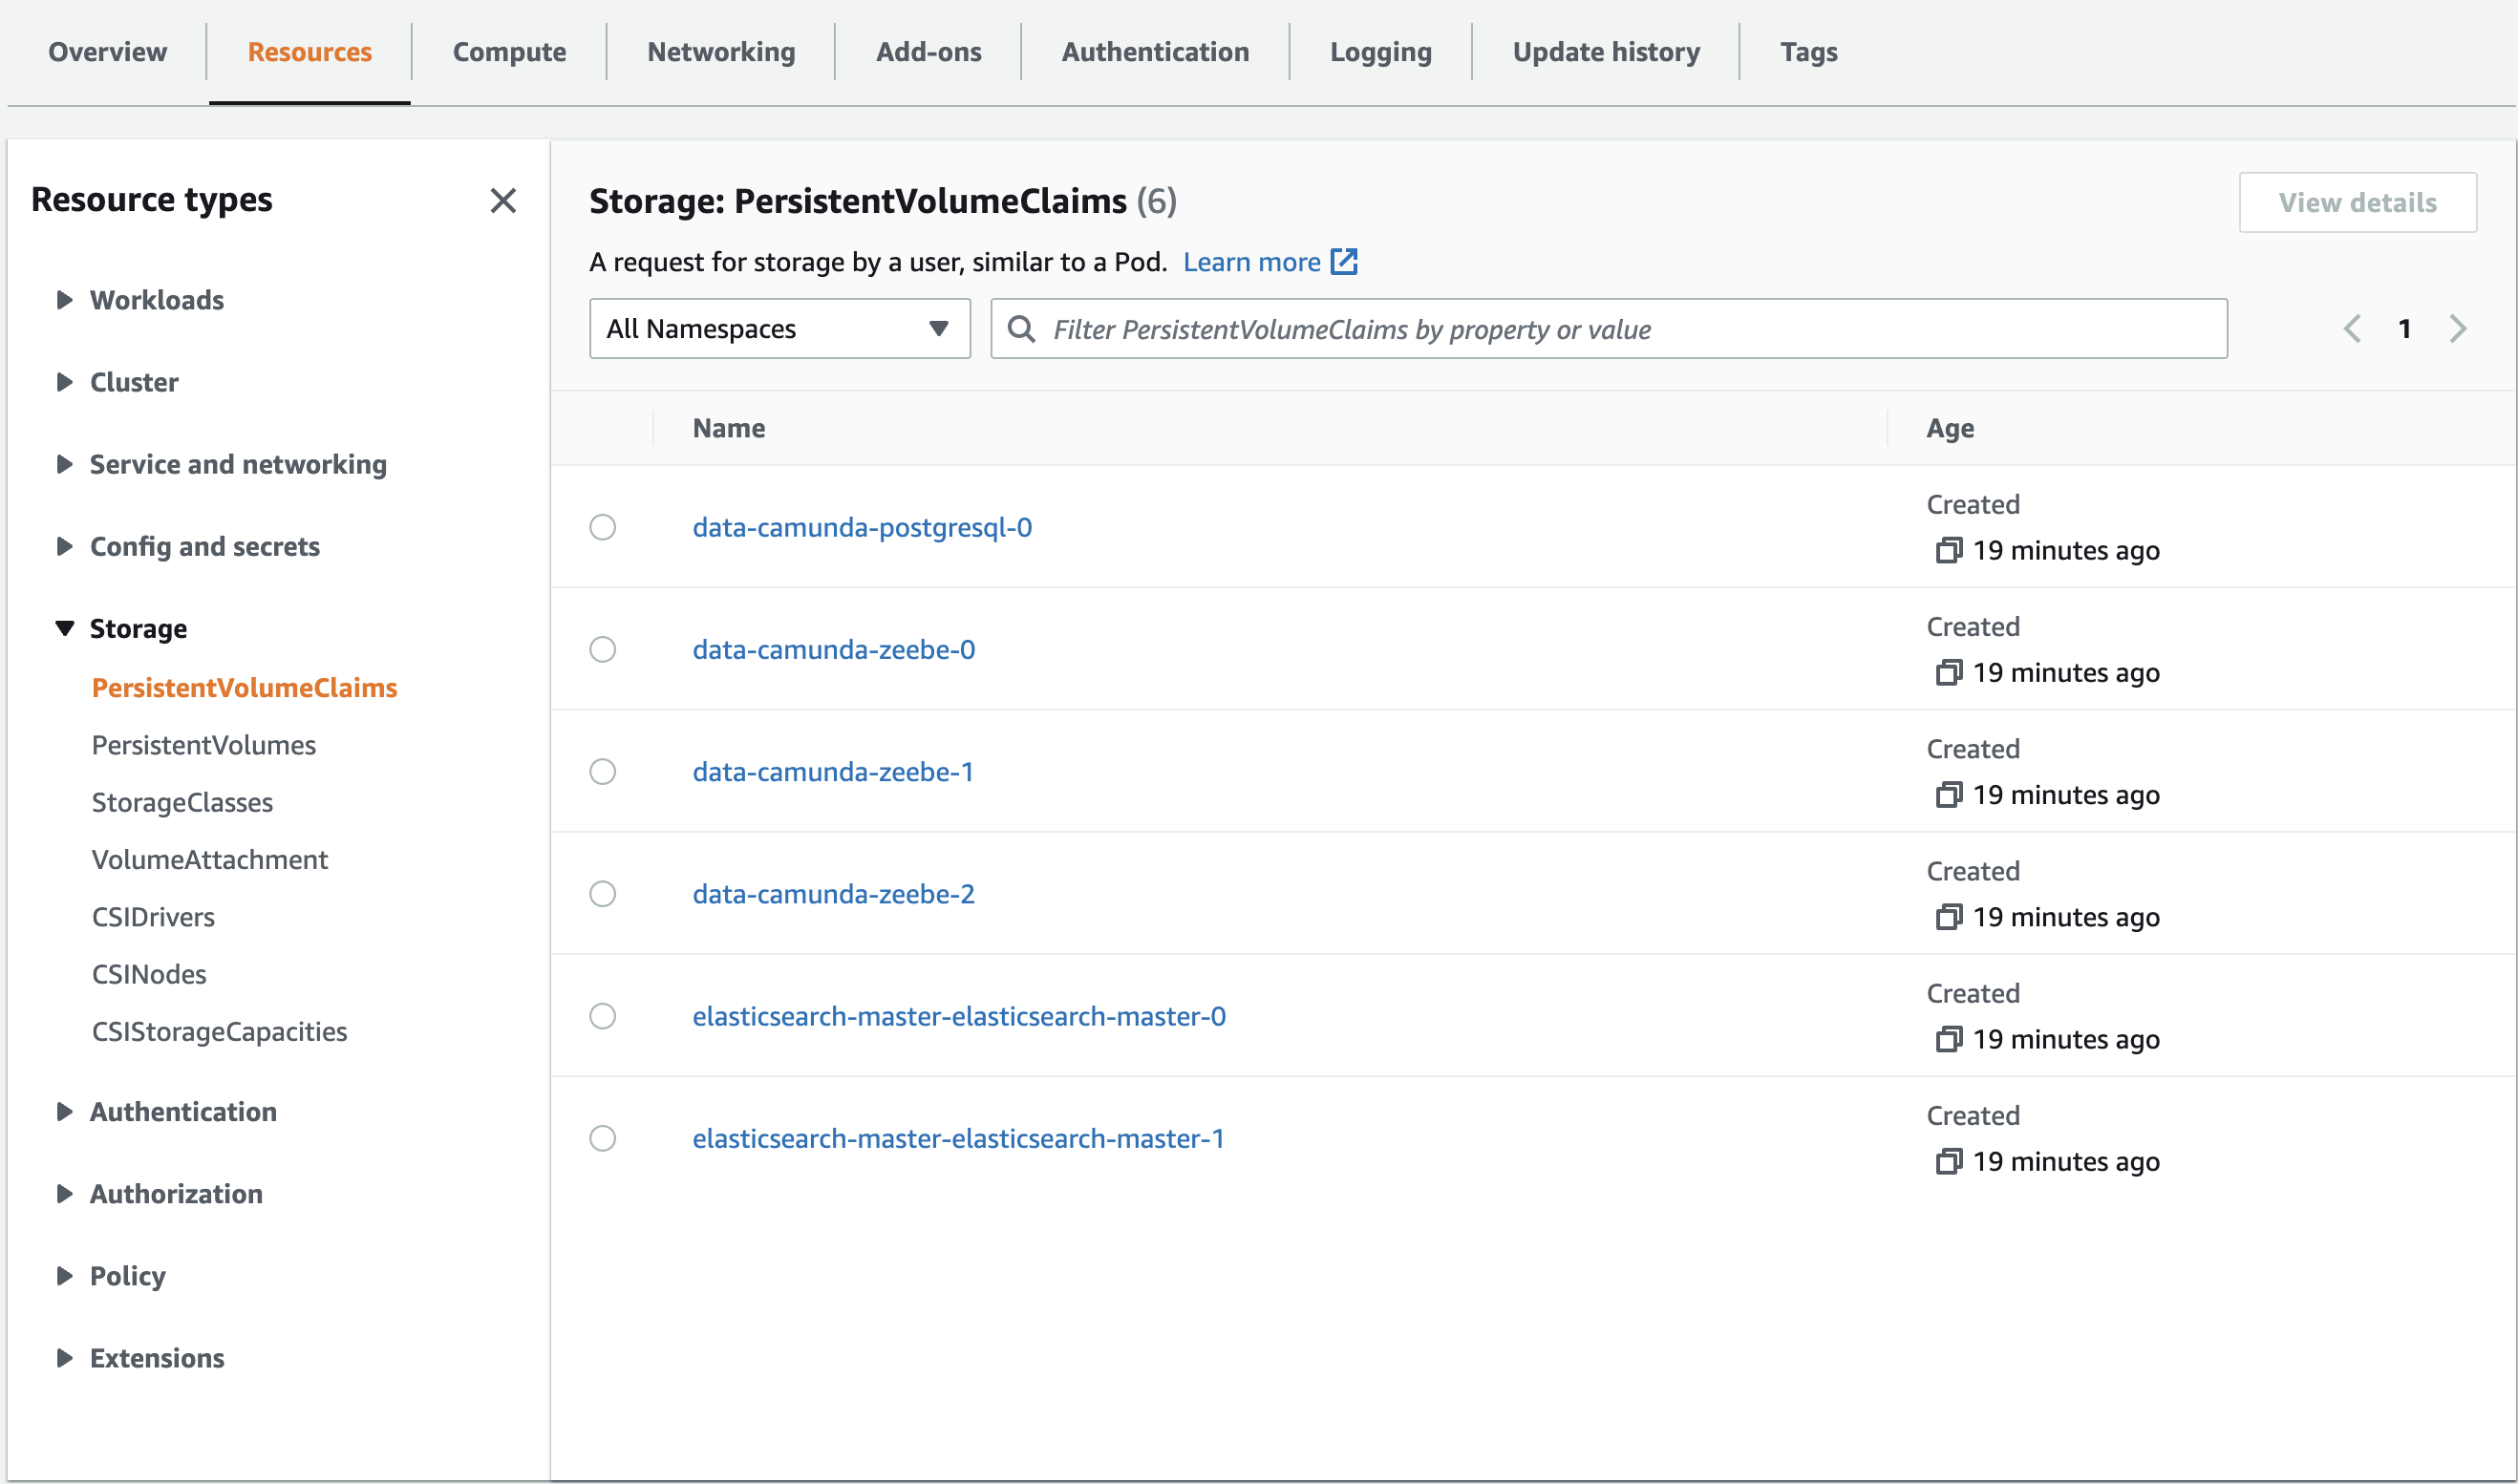 Overview Resources Compute Networking Add-ons Authentication Logging Update history Tags
Resource types
Workloads
Cluster
Service and networking
Config and secrets
Storage
PersistentVolumeClaims
PersistentVolumes
StorageClasses
VolumeAttachment
CSIDrivers
CSINodes
CSIStorageCapacities
Authentication
Authorization
Policy
Extensions
Storage: PersistentVolumeClaims (6)
View details
A request for storage by a user, similar to a Pod. Learn more
All Namespaces
Filter PersistentVolumeClaims by property or value
1
Name Age
data-camunda-postgresql-0
Created
19 minutes ago
data-camunda-zeebe-0
Created
19 minutes ago
data-camunda-zeebe-1
Created
19 minutes ago
data-camunda-zeebe-2
Created
19 minutes ago
elasticsearch-master-elasticsearch-master-0
Created
19 minutes ago
elasticsearch-master-elasticsearch-master-1
Created
19 minutes ago